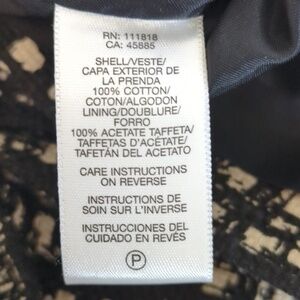 RN: 111818
CA: 45885
SHELL/VESTE/
CAPA EXTERIOR DE
LA PRENDA
100% COTTON/
COTON/ALGODON
LINING/DOUBLURE/
FORRO
100% ACETATE TAFFETA/
TAFFETAS D'ACÉTATE/
TAFETÁN DEL ACETATO
CARE INSTRUCTIONS
ON REVERSE
INSTRUCTIONS DE
SOIN SUR L'INVERSE
INSTRUCCIONES DEL
CUIDADO EN REVÉS
P